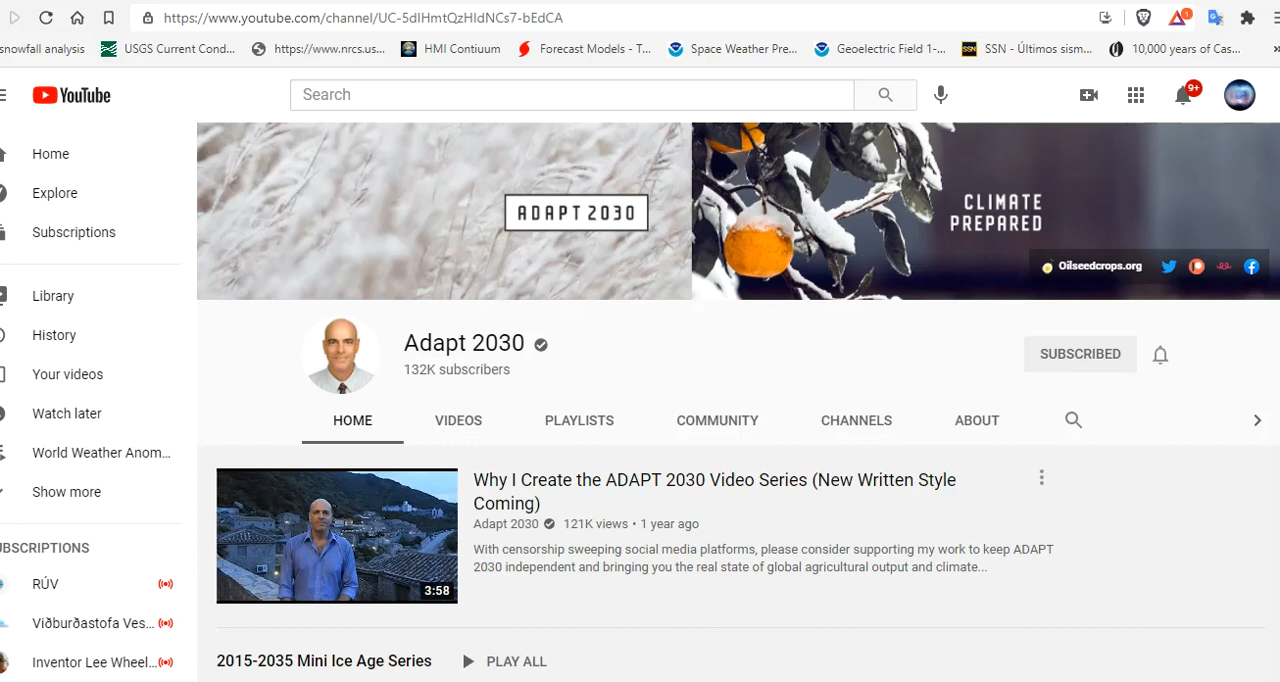 https://www.youtube.com/channel/UC-5dIHmtQzHIdNCs7-bEdCA
1
snowfall analysis
USGS Current Cond...
https://www.nrcs.us...
HMI Contiuum
Forecast Models - T...
Space Weather Pre...
Geoelectric Field 1-...
SSN
SSN - Últimos sism...
10,000 years of Cas...
»
YouTube
Search
9+
Home
Explore
Subscriptions
Library
History
Your videos
Watch later
World Weather Anom...
Show more
UBSCRIPTIONS
RÚV
Viðburðastofa Ves...
Inventor Lee Wheel...
ADAPT 2030
CLIMATE
PREPARED
Oilseedcrops.org
Adapt 2030
132K subscribers
SUBSCRIBED
HOME
VIDEOS
PLAYLISTS
COMMUNITY
CHANNELS
ABOUT
3:58
Why I Create the ADAPT 2030 Video Series (New Written Style
Coming)
Adapt 2030 121K views • 1 year ago
With censorship sweeping social media platforms, please consider supporting my work to keep ADAPT
2030 independent and bringing you the real state of global agricultural output and climate...
2015-2035 Mini Ice Age Series
PLAY ALL